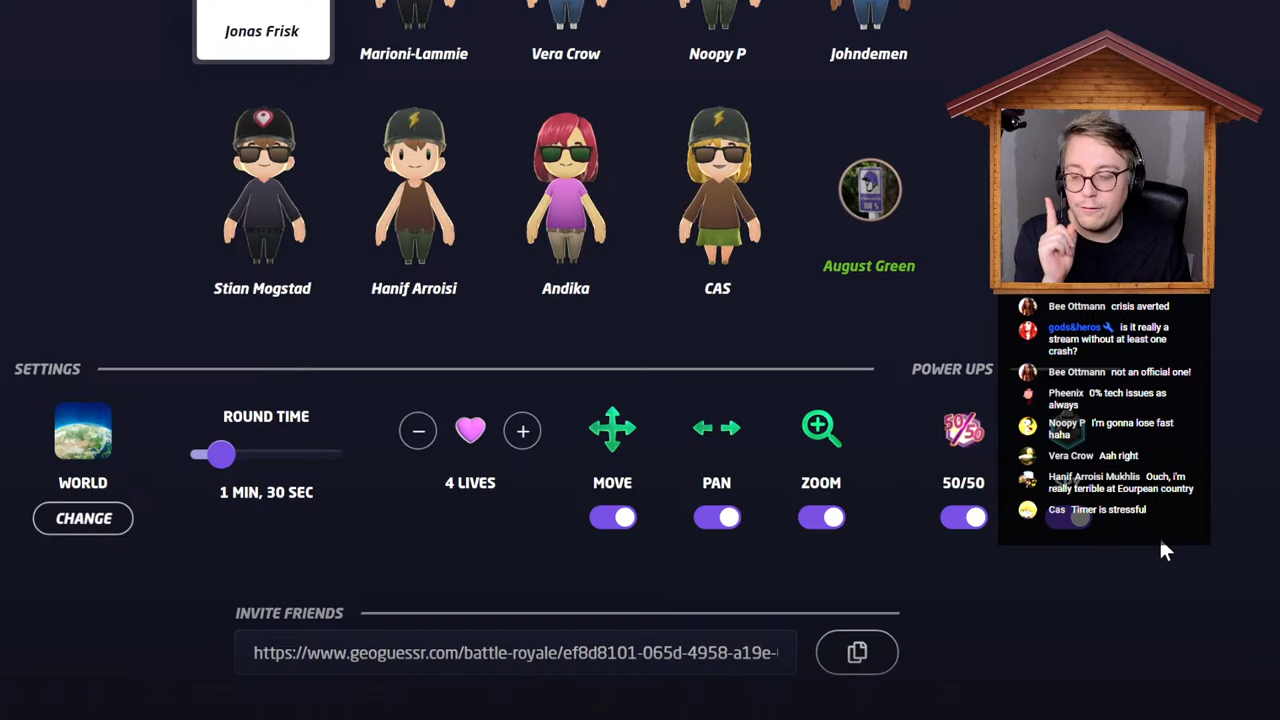 Jonas Frisk
Marioni-Lammie
Vera Crow
Noopy P
Johndemen
Stian Mogstad
Hanif Arroisi
Andika
CAS
August Green
Bee Ottmann crisis averted
gods&heros is it really a
stream without at least one
crash?
Bee Ottmann not an official one!
Pheenix 0% tech issues as
always
Noopy P I'm gonna lose fast
haha
Vera Crow Aah right
Hanif Arroisi Mukhlis Ouch, i'm
really terrible at Eourpean country
Cas Timer is stressful
SETTINGS
POWER UPS
WORLD
CHANGE
ROUND TIME
1 MIN, 30 SEC
4 LIVES
MOVE
PAN
ZOOM
50/50
50/50
INVITE FRIENDS
https://www.geoguessr.com/battle-royale/ef8d8101-065d-4958-a19e-